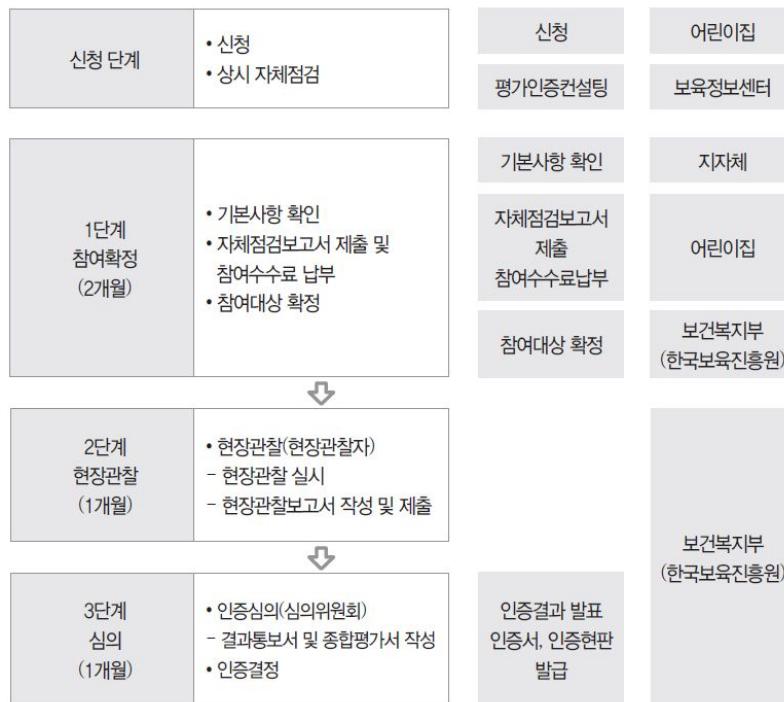 신청 단계
• 신청
• 상시 자체점검
신청
어린이집
평가인증컨설팅
보육정보센터
1단계
참여확정
(2개월)
• 기본사항 확인
• 자체점검보고서 제출 및
참여수수료 납부
• 참여대상 확정
기본사항 확인
지자체
자체점검보고서
제출
참여수수료납부
어린이집
참여대상 확정
보건복지부
(한국보육진흥원)
2단계
현장관찰
(1개월)
• 현장관찰(현장관찰자)
- 현장관찰 실시
- 현장관찰보고서 작성 및 제출
보건복지부
(한국보육진흥원)
3단계
심의
(1개월)
• 인증심의(심의위원회)
- 결과통보서 및 종합평가서 작성
• 인증결정
인증결과 발표
인증서, 인증현판
발급